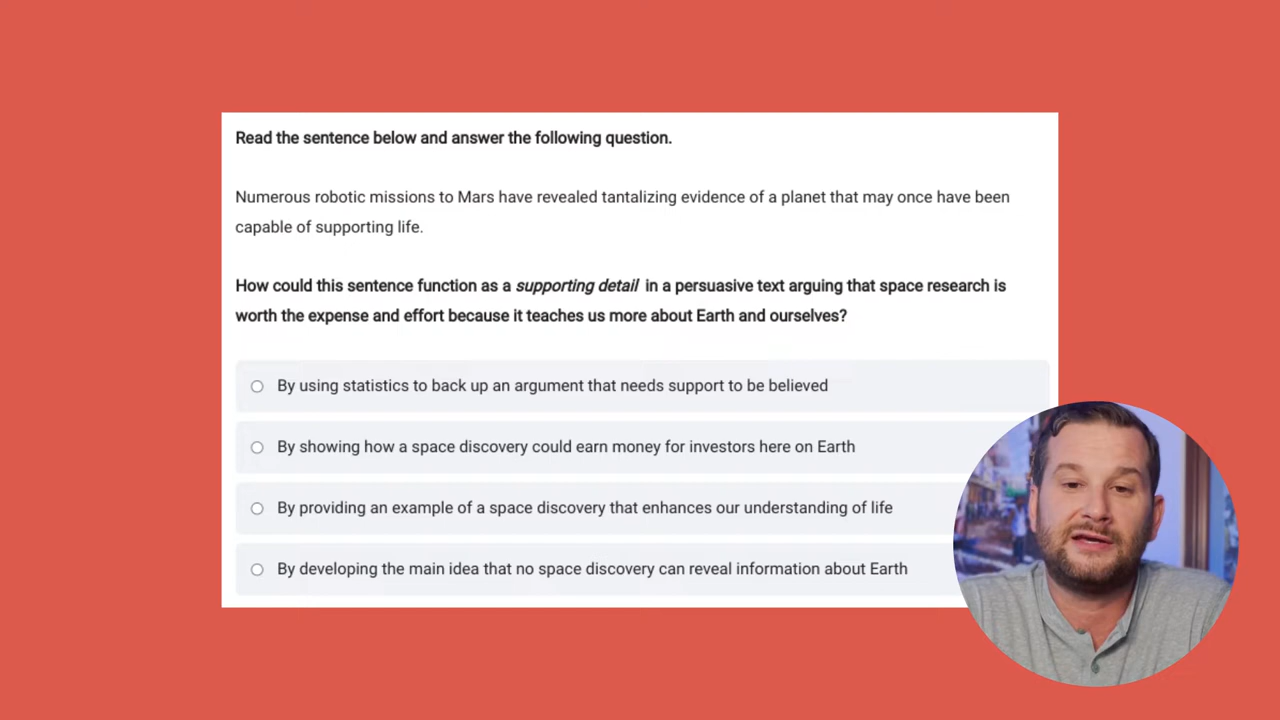 Read the sentence below and answer the following question.
Numerous robotic missions to Mars have revealed tantalizing evidence of a planet that may once have been
capable of supporting life.
How could this sentence function as a supporting detail in a persuasive text arguing that space research is
worth the expense and effort because it teaches us more about Earth and ourselves?
By using statistics to back up an argument that needs support to be believed
By showing how a space discovery could earn money for investors here on Earth
By providing an example of a space discovery that enhances our understanding of life
By developing the main idea that no space discovery can reveal information about Earth